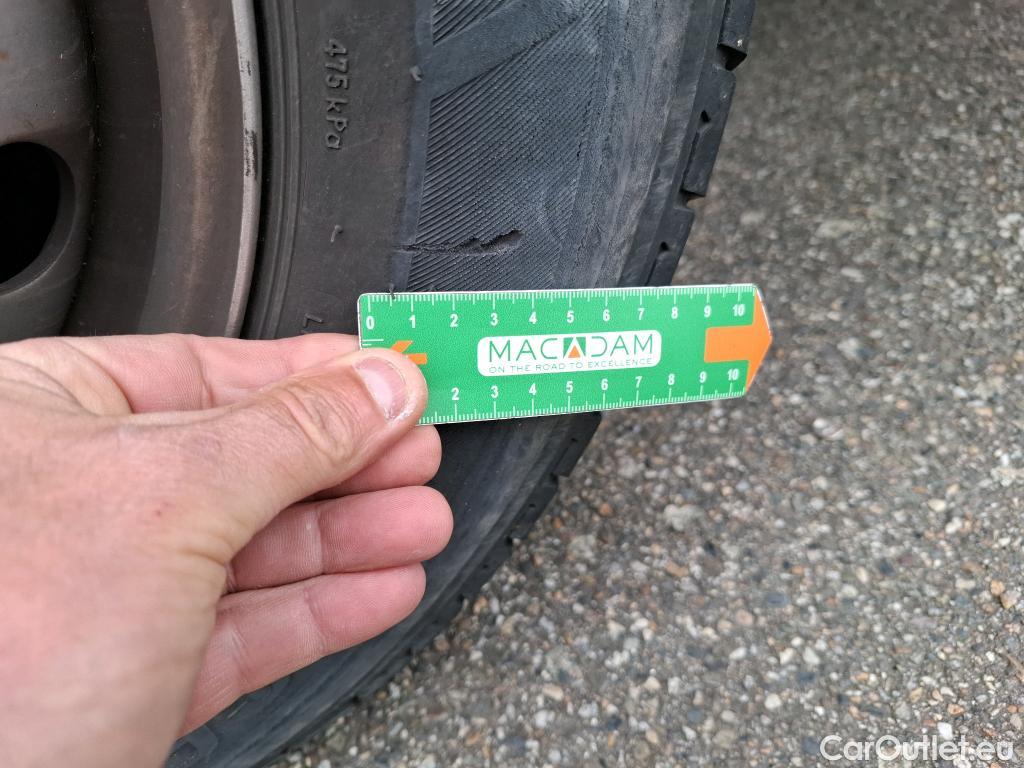 475 kPa
0 1 2 3 4 5 6 7 8 9 10
MACADAM
ON THE ROAD TO EXCELLENCE
2 3 4 5 6 7 8 9 10
CarOutlet.eu